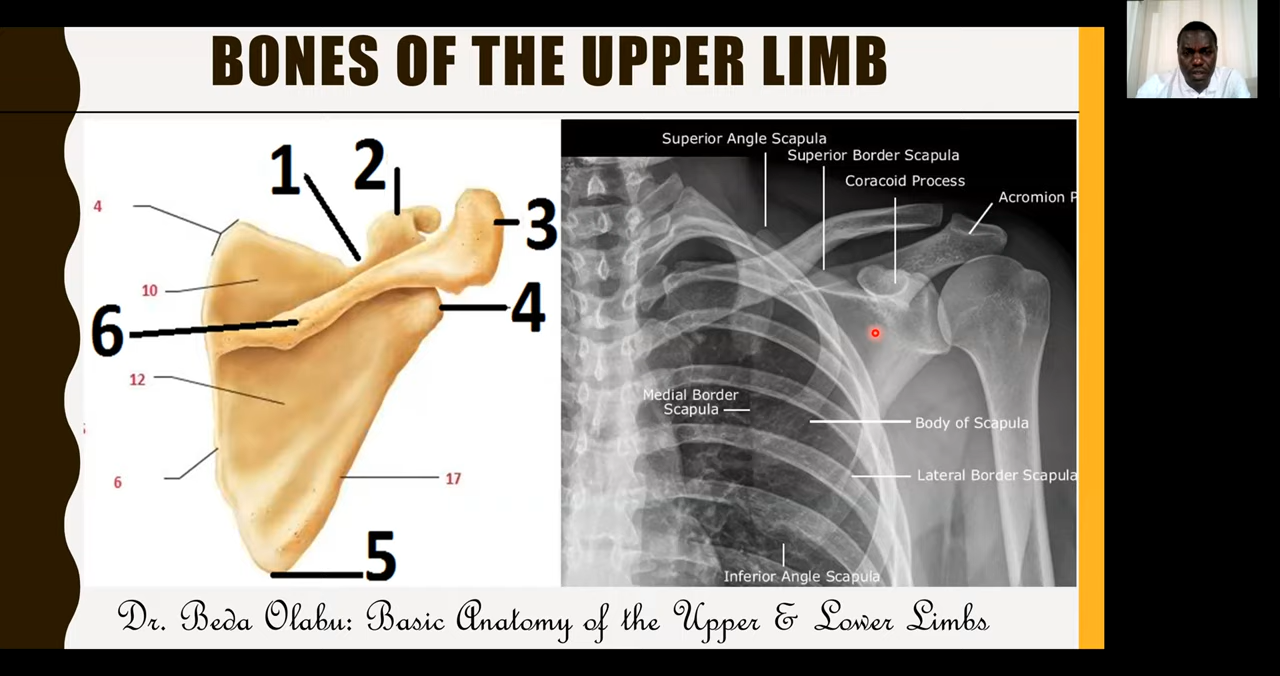 BONES OF THE UPPER LIMB
1
2
3
4
5
6
4
10
12
6
17
Superior Angle Scapula
Superior Border Scapula
Coracoid Process
Acromion P
Medial Border
Scapula
Body of Scapula
Lateral Border Scapula
Inferior Angle Scapula
Dr. Beda Olabu: Basic Anatomy of the Upper & Lower Limbs